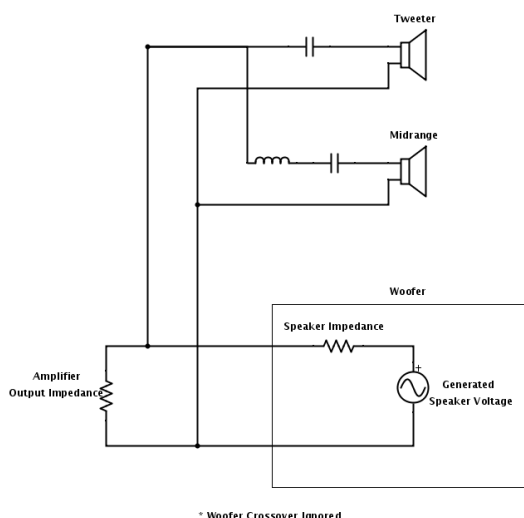 Tweeter
Midrange
Woofer
Speaker Impedance
Amplifier
Output Impedance
+
Generated
Speaker Voltage
* Woofer Crossover Ignored